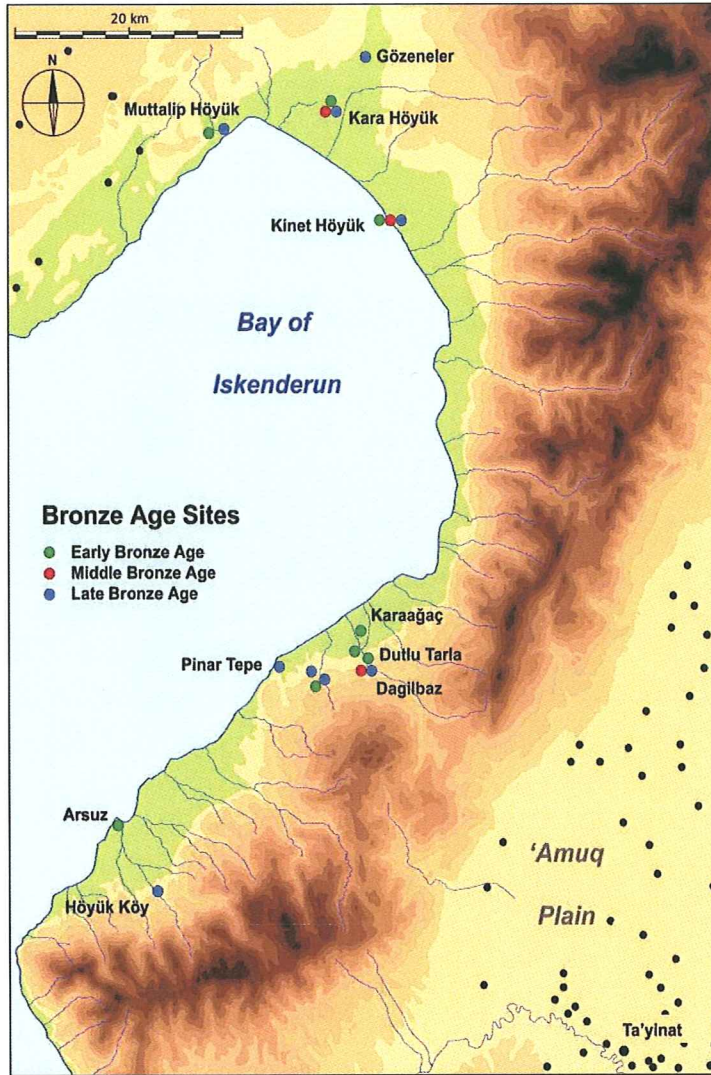 20 km
N
Gözeneler
Muttalip Höyük
Kara Höyük
Kinet Höyük
Bay of
Iskenderun
Bronze Age Sites
Early Bronze Age
Middle Bronze Age
Late Bronze Age
Karaağaç
Pinar Tepe
Dutlu Tarla
Dagilbaz
Arsuz
'Amuq
Plain
Höyük Köy
Ta'yinat